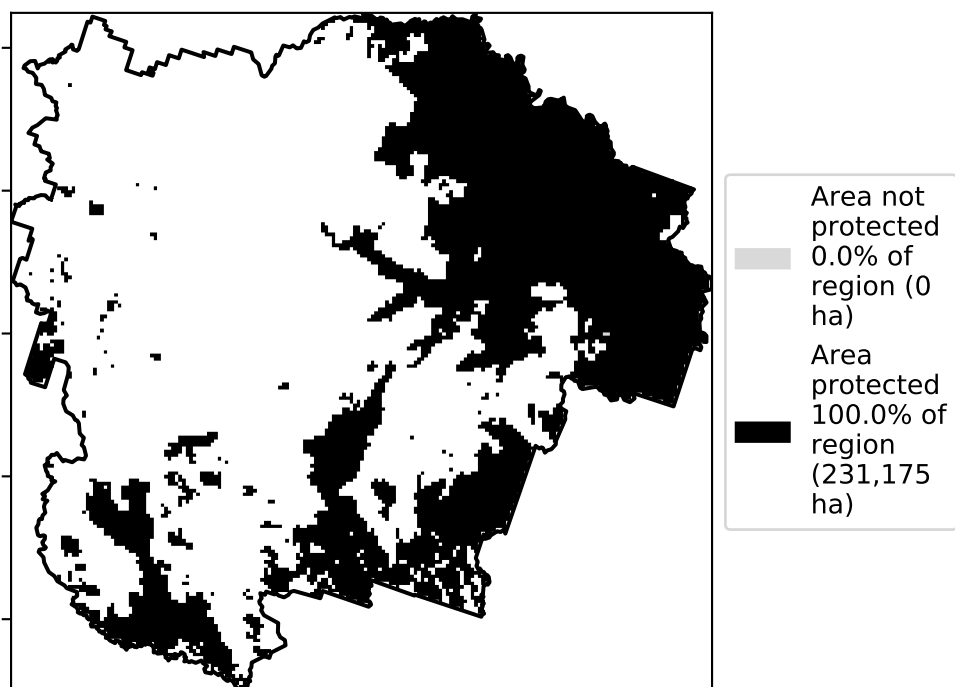 Area not
protected
0.0% of
region (0
ha)
Area
protected
100.0% of
region
(231,175
ha)